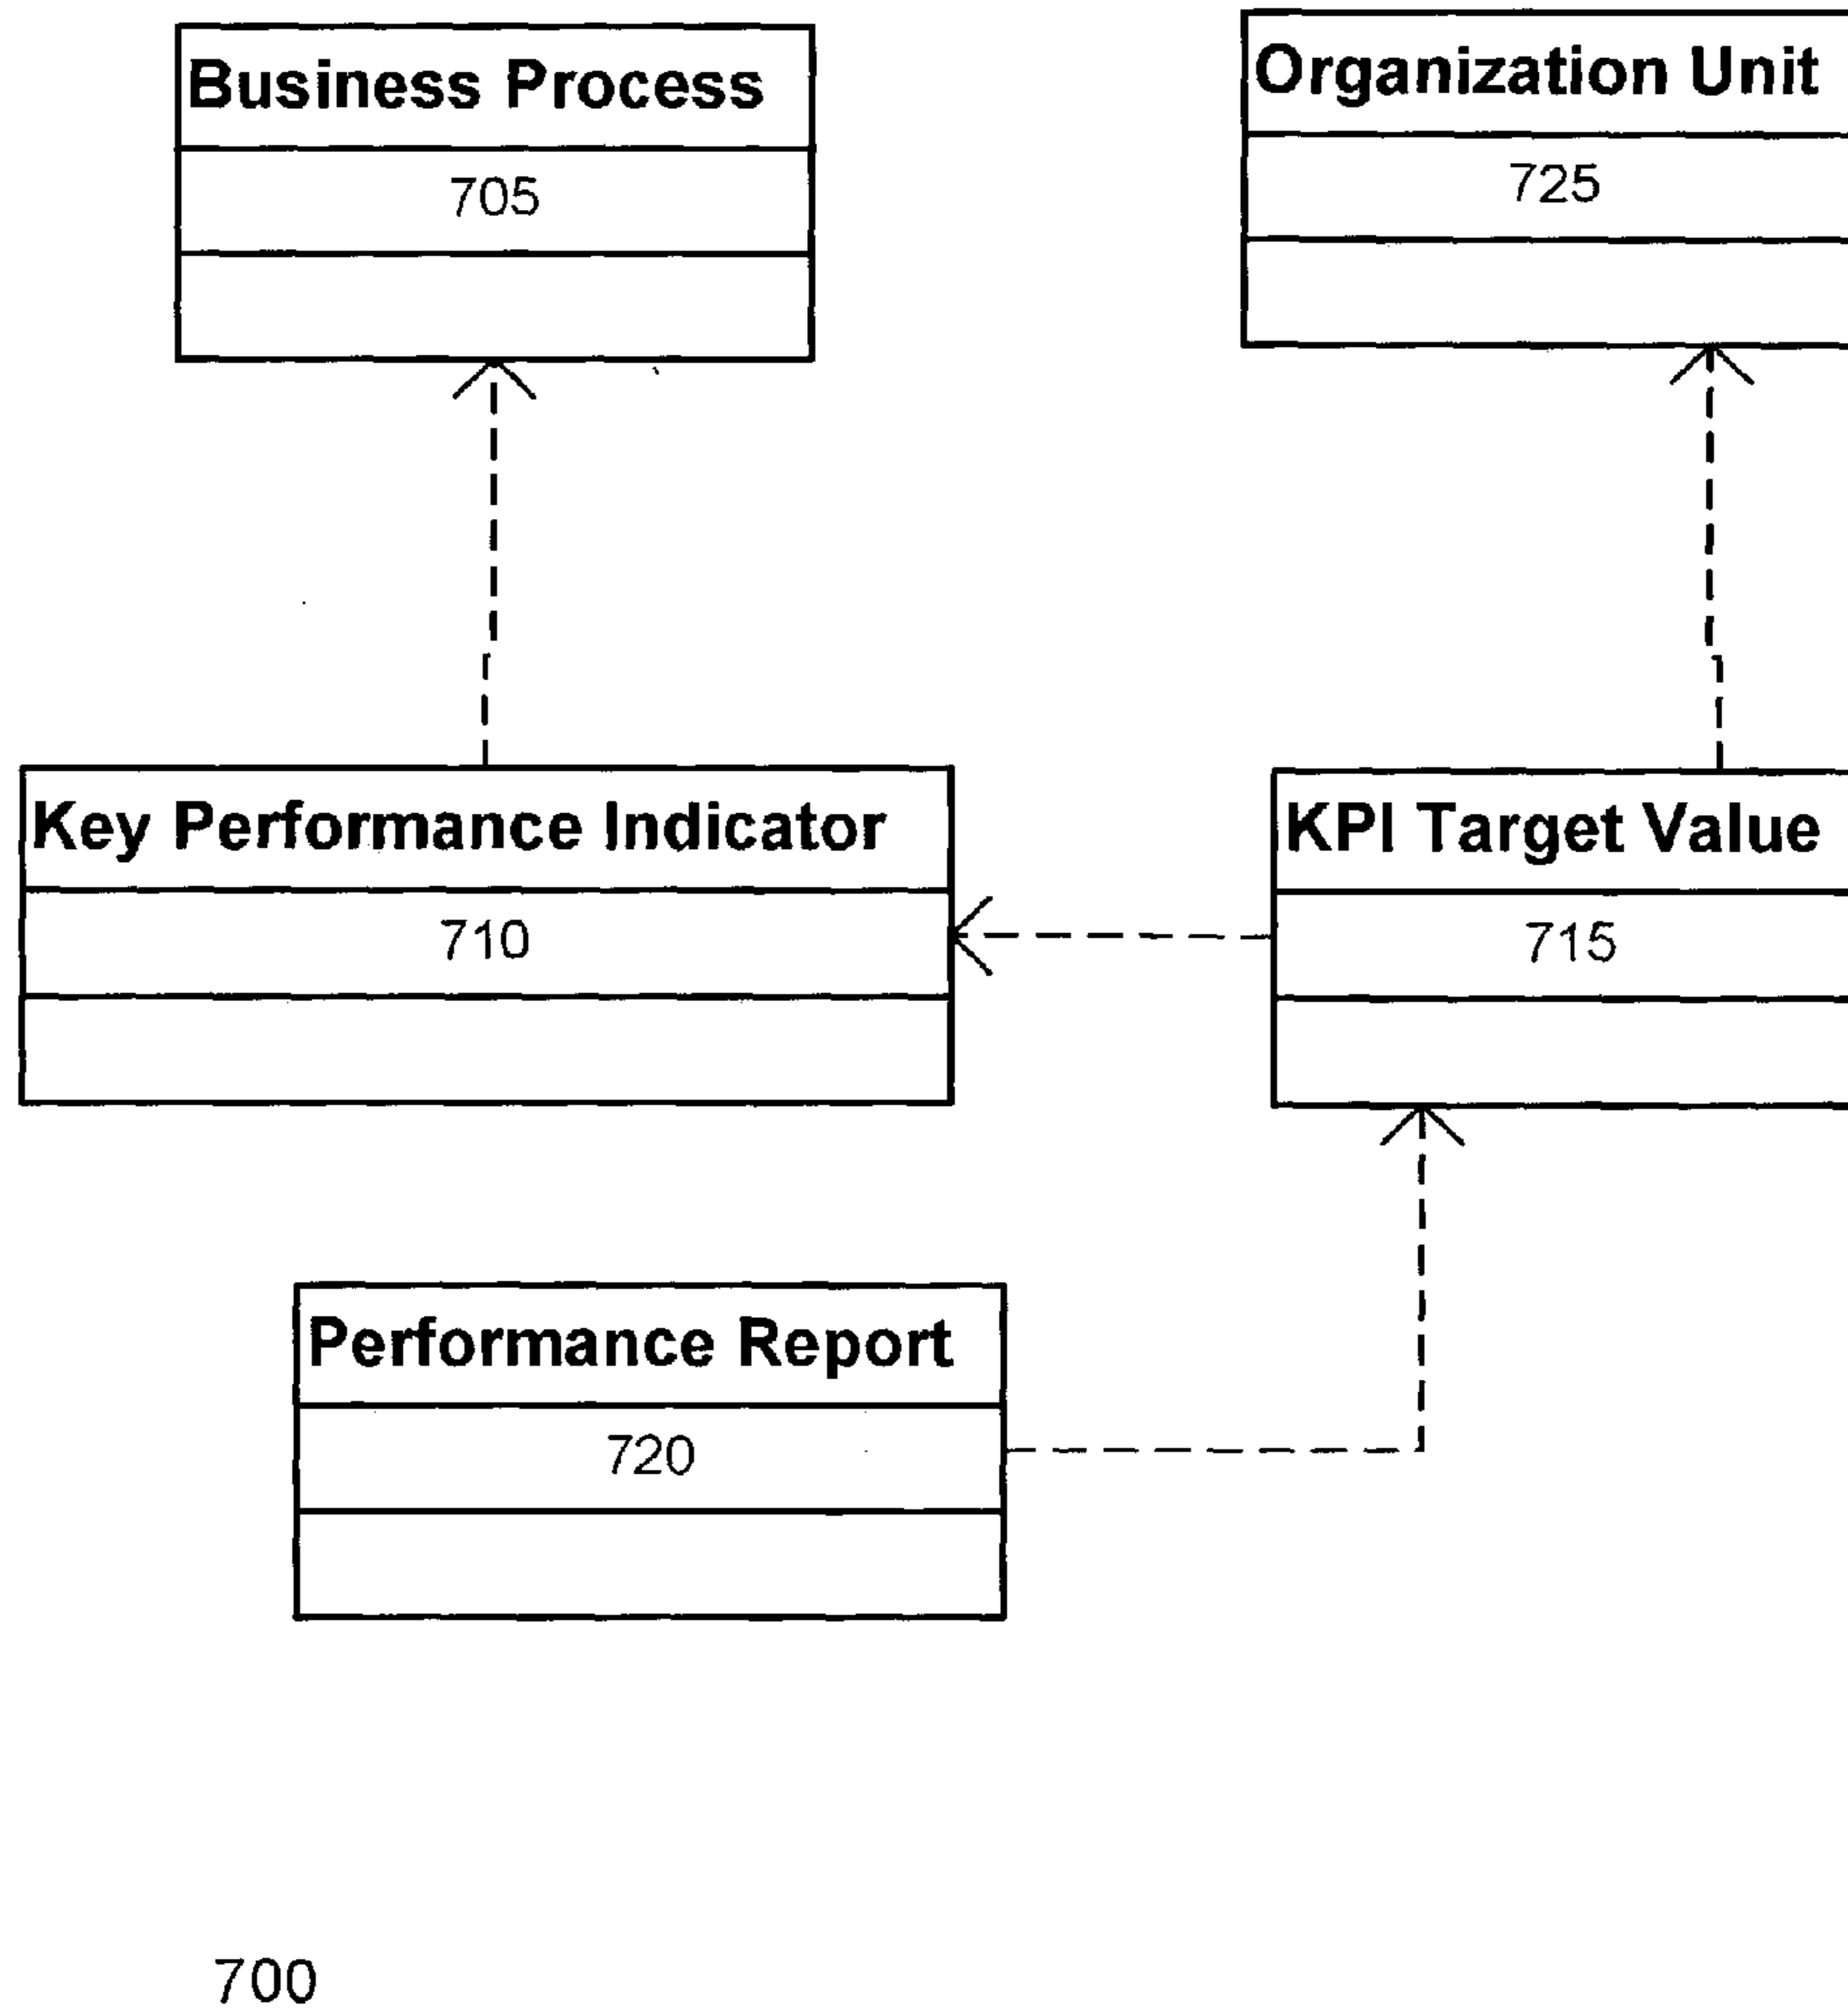 Business Process
705
Organization Unit
725
Key Performance Indicator
710
KPI Target Value
715
Performance Report
720
700